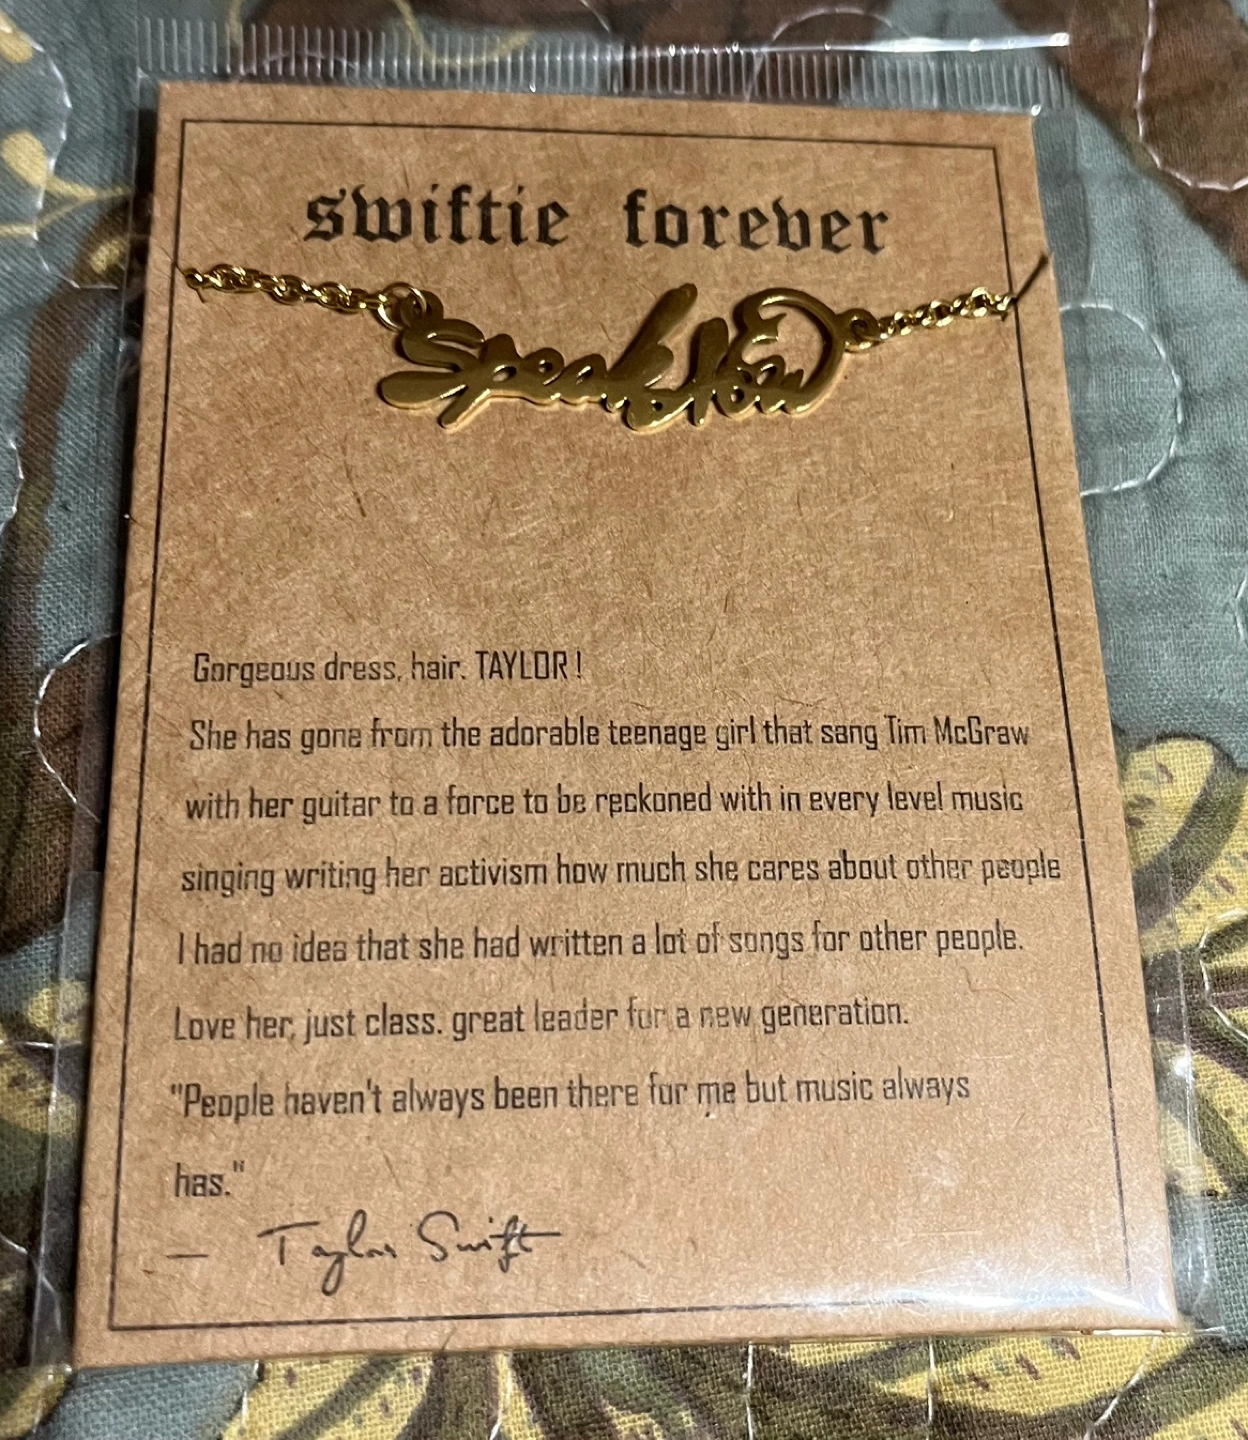 swiftie forever
Speak Now
Gorgeous dress, hair. TAYLOR !
She has gone from the adorable teenage girl that sang Tim McGraw
with her guitar to a force to be reckoned with in every level music
singing writing her activism how much she cares about other people
I had no idea that she had written a lot of songs for other people.
Love her, just class. great leader for a new generation.
"People haven't always been there for me but music always
has."
— Taylor Swift